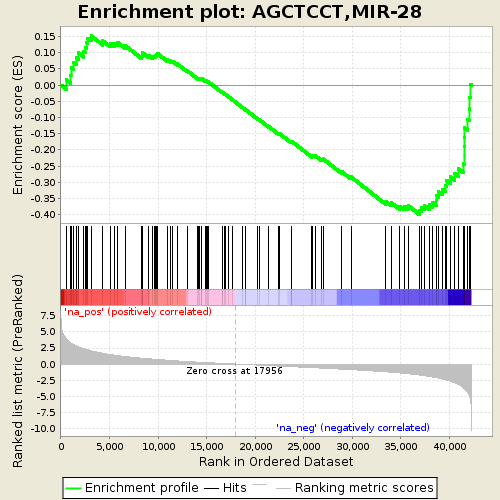 Enrichment plot: AGCTCCT,MIR-28
Enrichment score (ES)
0.15
0.10
0.05
0.00
-0.05
-0.10
-0.15
-0.20
-0.25
-0.30
-0.35
-0.40
'na_pos' (positively correlated)
Ranked list metric (PreRanked)
7.5
5.0
2.5
0.0
-2.5
-5.0
-7.5
-10.0
Zero cross at 17956
'na_neg' (negatively correlated)
0
5,000
10,000
15,000
20,000
25,000
30,000
35,000
40,000
Rank in Ordered Dataset
Enrichment profile
Hits
Ranking metric scores